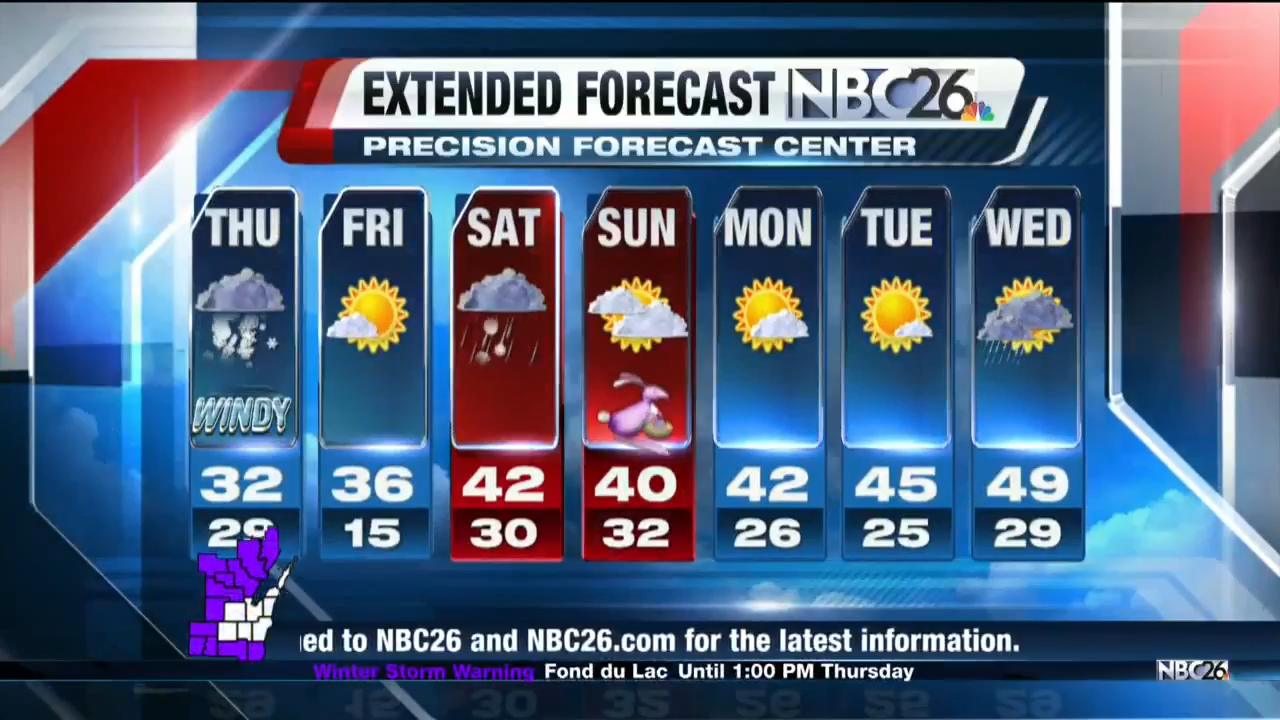 EXTENDED FORECAST NBC26
PRECISION FORECAST CENTER
THU FRI SAT SUN MON TUE WED
WINDY
32 36 42 40 42 45 49
29 15 30 32 26 25 29
to NBC26 and NBC26.com for the latest information.
Winter Storm Warning Fond du Lac Until 1:00 PM Thursday
NBC26